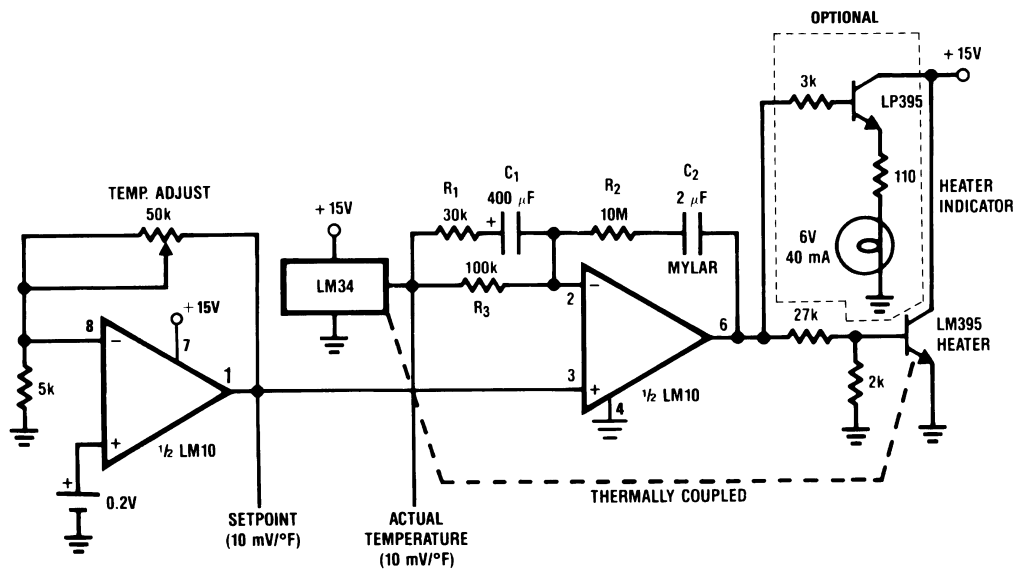 OPTIONAL
+ 15V
3k
LP395
110
HEATER
INDICATOR
6V
40 mA
TEMP. ADJUST
50k
+ 15V
LM34
R1
30k
C1
400 µF
+
R2
10M
C2
2 µF
MYLAR
100k
R3
+ 15V
7
8
−
1
5k
+
½ LM10
+
0.2V
2
−
6
3
+
4
½ LM10
27k
2k
LM395
HEATER
THERMALLY COUPLED
SETPOINT
(10 mV/°F)
ACTUAL
TEMPERATURE
(10 mV/°F)